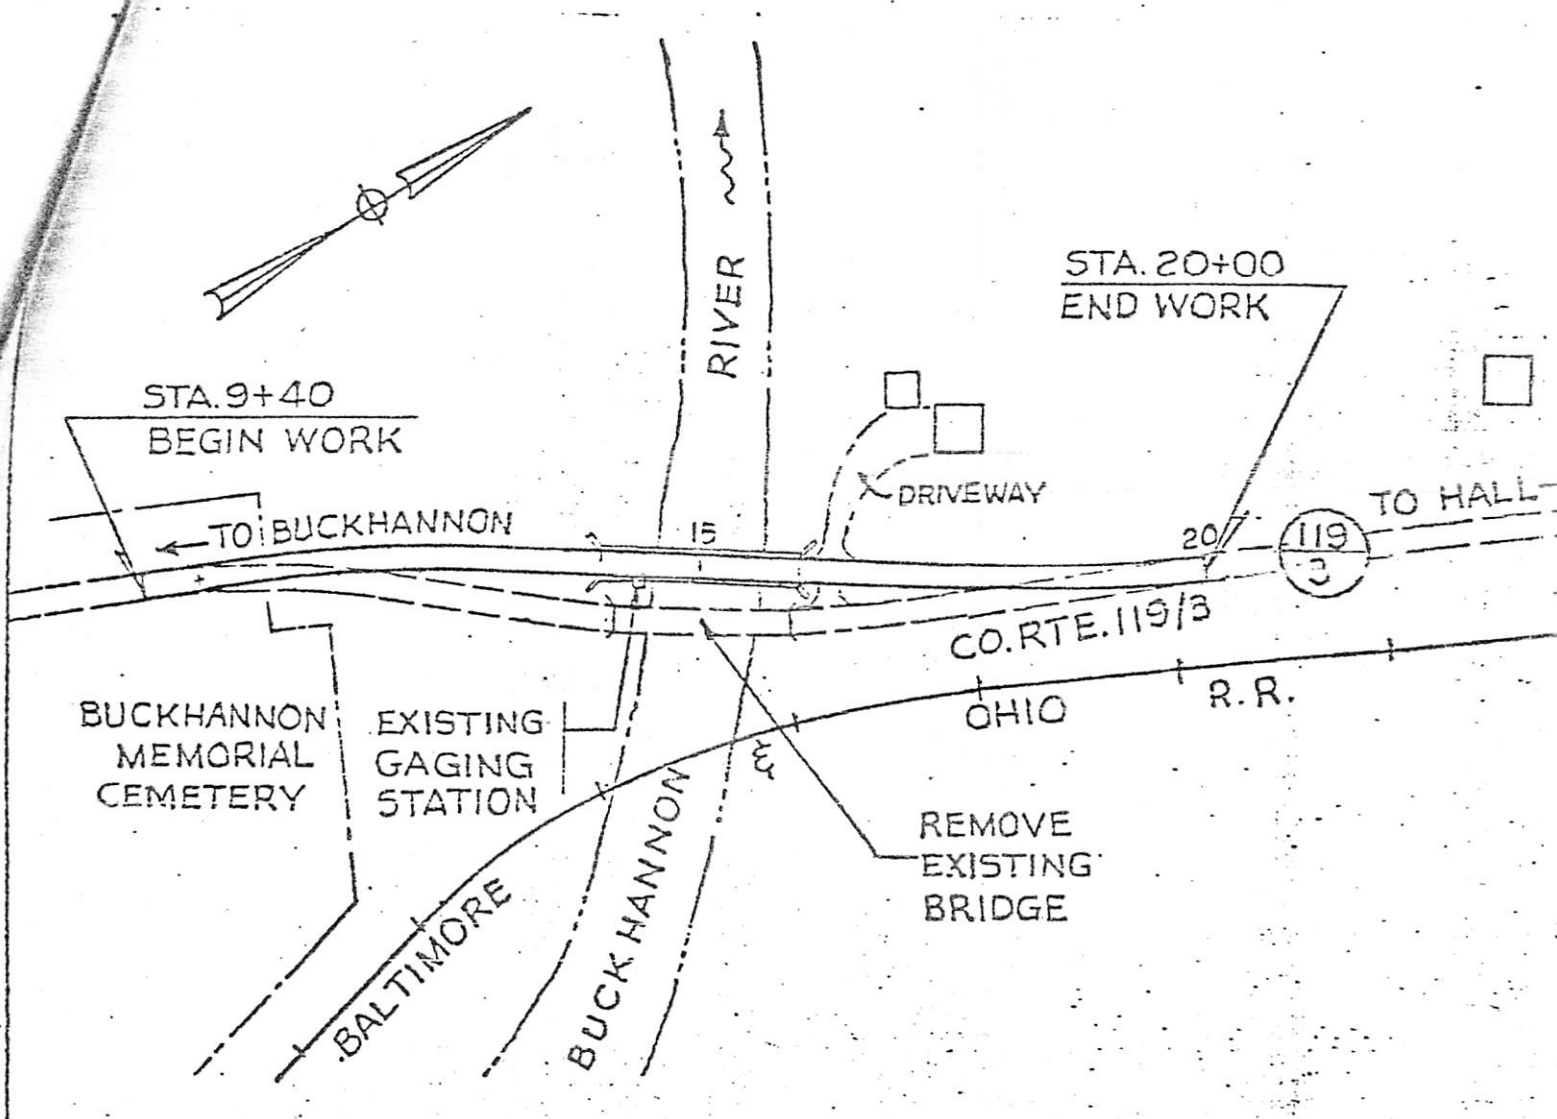 RIVER
STA. 20+00
END WORK
STA. 9+40
BEGIN WORK
TO BUCKHANNON
15
DRIVEWAY
20
119
3
TO HALL
CO. RTE. 119/3
BUCKHANNON
MEMORIAL
CEMETERY
EXISTING
GAGING
STATION
OHIO
R.R.
&
REMOVE
EXISTING
BRIDGE
BALTIMORE
BUCKHANNON